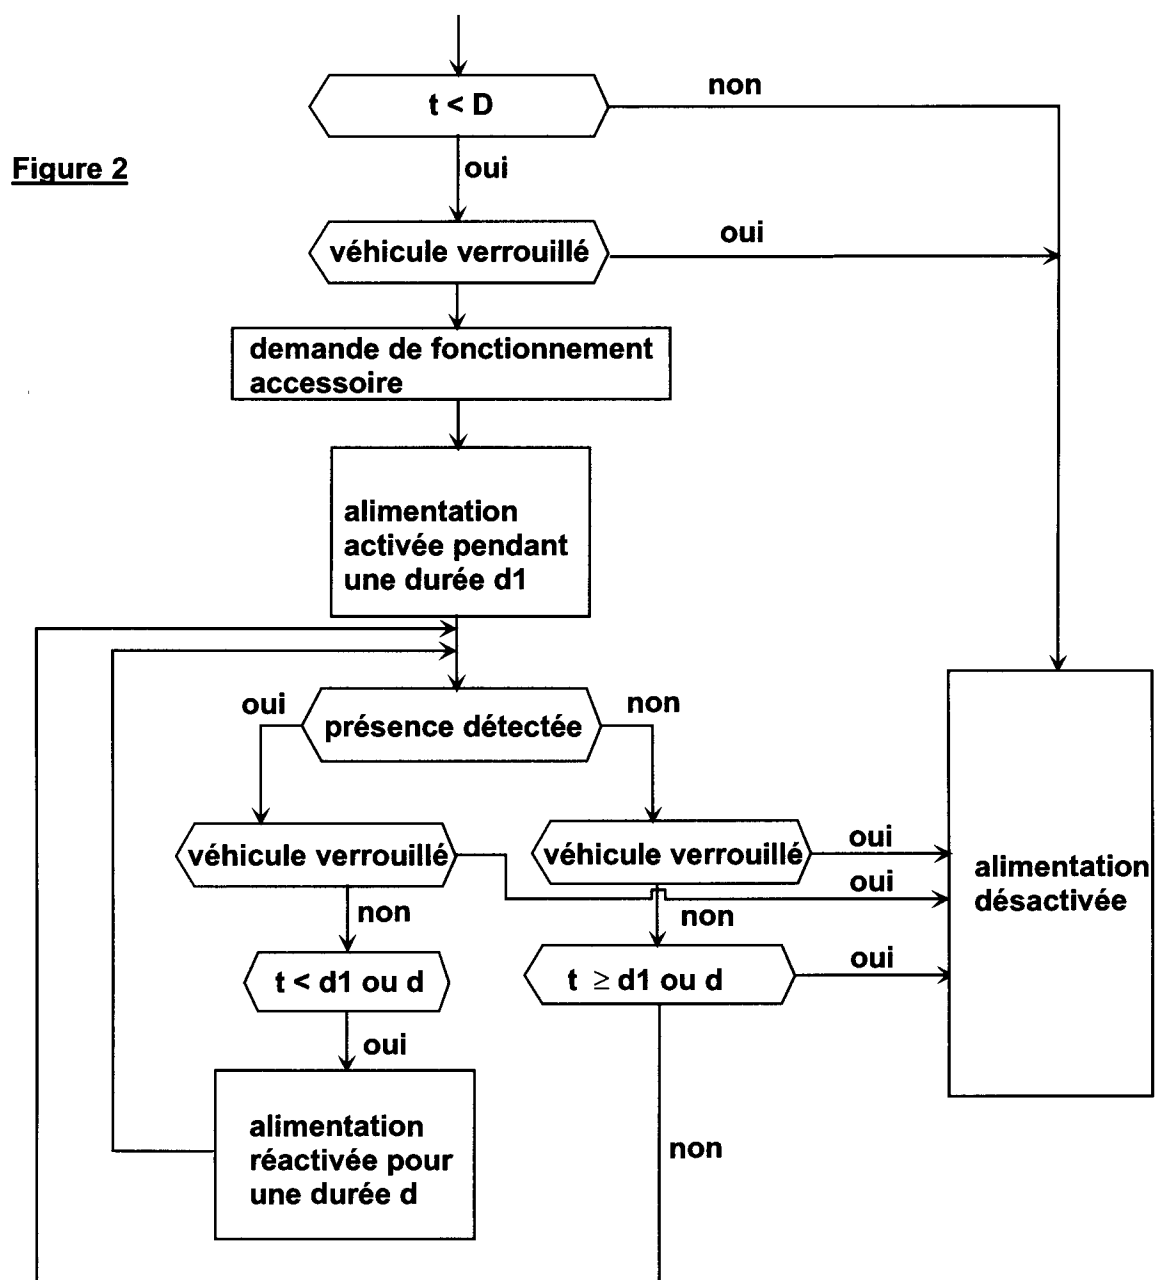 t < D
non
Figure 2
oui
véhicule verrouillé
oui
demande de fonctionnement
accessoire
alimentation
activée pendant
une durée d1
oui
présence détectée
non
véhicule verrouillé
véhicule verrouillé
oui
alimentation
désactivée
oui
non
non
t < d1 ou d
t ≥ d1 ou d
oui
oui
alimentation
réactivée pour
une durée d
non